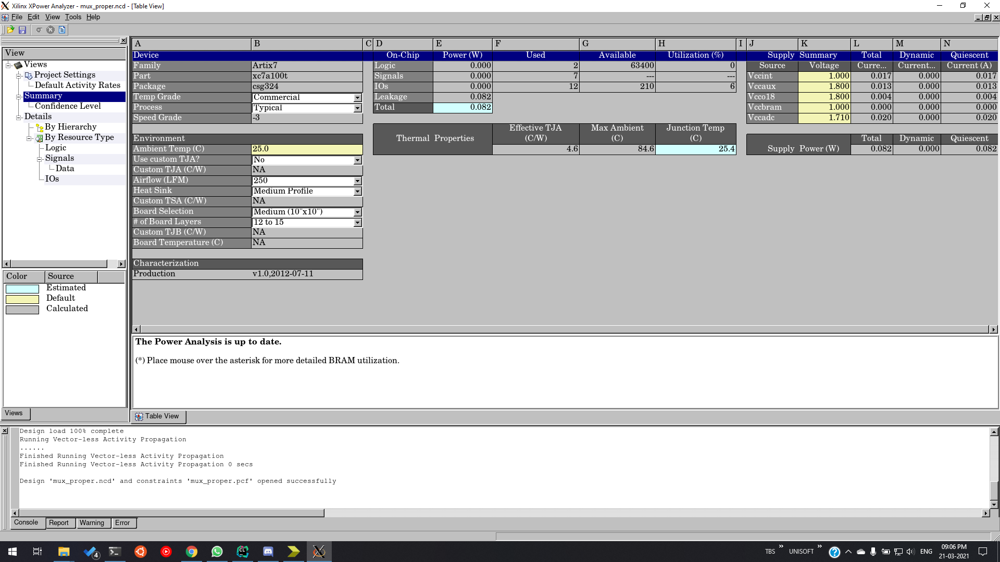 Xilinx XPower Analyzer - mux_proper.ncd - [Table View]
File Edit View Tools Help
View
Views
Project Settings
Default Activity Rates
Summary
Confidence Level
Details
By Hierarchy
By Resource Type
Logic
Signals
Data
IOs
Color Source
Estimated
Default
Calculated
Views
A B C D E F G H I J K L M N
Device On-Chip Power (W) Used Available Utilization (%) Supply Summary Total Dynamic Quiescent
Family Artix7 Logic 0.000 2 63400 0 Source Voltage Curre... Current... Current (A)
Part xc7a100t Signals 0.000 7 --- --- Vccint 1.000 0.017 0.000 0.017
Package csg324 IOs 0.000 12 210 6 Vccaux 1.800 0.013 0.000 0.013
Temp Grade Commercial Leakage 0.082 Vcco18 1.800 0.004 0.000 0.004
Process Typical Total 0.082 Vccbram 1.000 0.000 0.000 0.000
Speed Grade -3 Vccadc 1.710 0.020 0.000 0.020
Effective TJA Max Ambient Junction Temp
Environment Thermal Properties (C/W) (C) (C) Total Dynamic Quiescent
Ambient Temp (C) 25.0 4.6 84.6 25.4 Supply Power (W) 0.082 0.000 0.082
Use custom TJA? No
Custom TJA (C/W) NA
Airflow (LFM) 250
Heat Sink Medium Profile
Custom TSA (C/W) NA
Board Selection Medium (10"x10")
# of Board Layers 12 to 15
Custom TJB (C/W) NA
Board Temperature (C) NA
Characterization
Production v1.0,2012-07-11
The Power Analysis is up to date.
(*) Place mouse over the asterisk for more detailed BRAM utilization.
Table View
Design load 100% complete
Running Vector-less Activity Propagation
......
Finished Running Vector-less Activity Propagation
Finished Running Vector-less Activity Propagation 0 secs
Design 'mux_proper.ncd' and constraints 'mux_proper.pcf' opened successfully
Console Report Warning Error
4
CL
TBS UNISOFT ENG
09:06 PM
21-03-2021